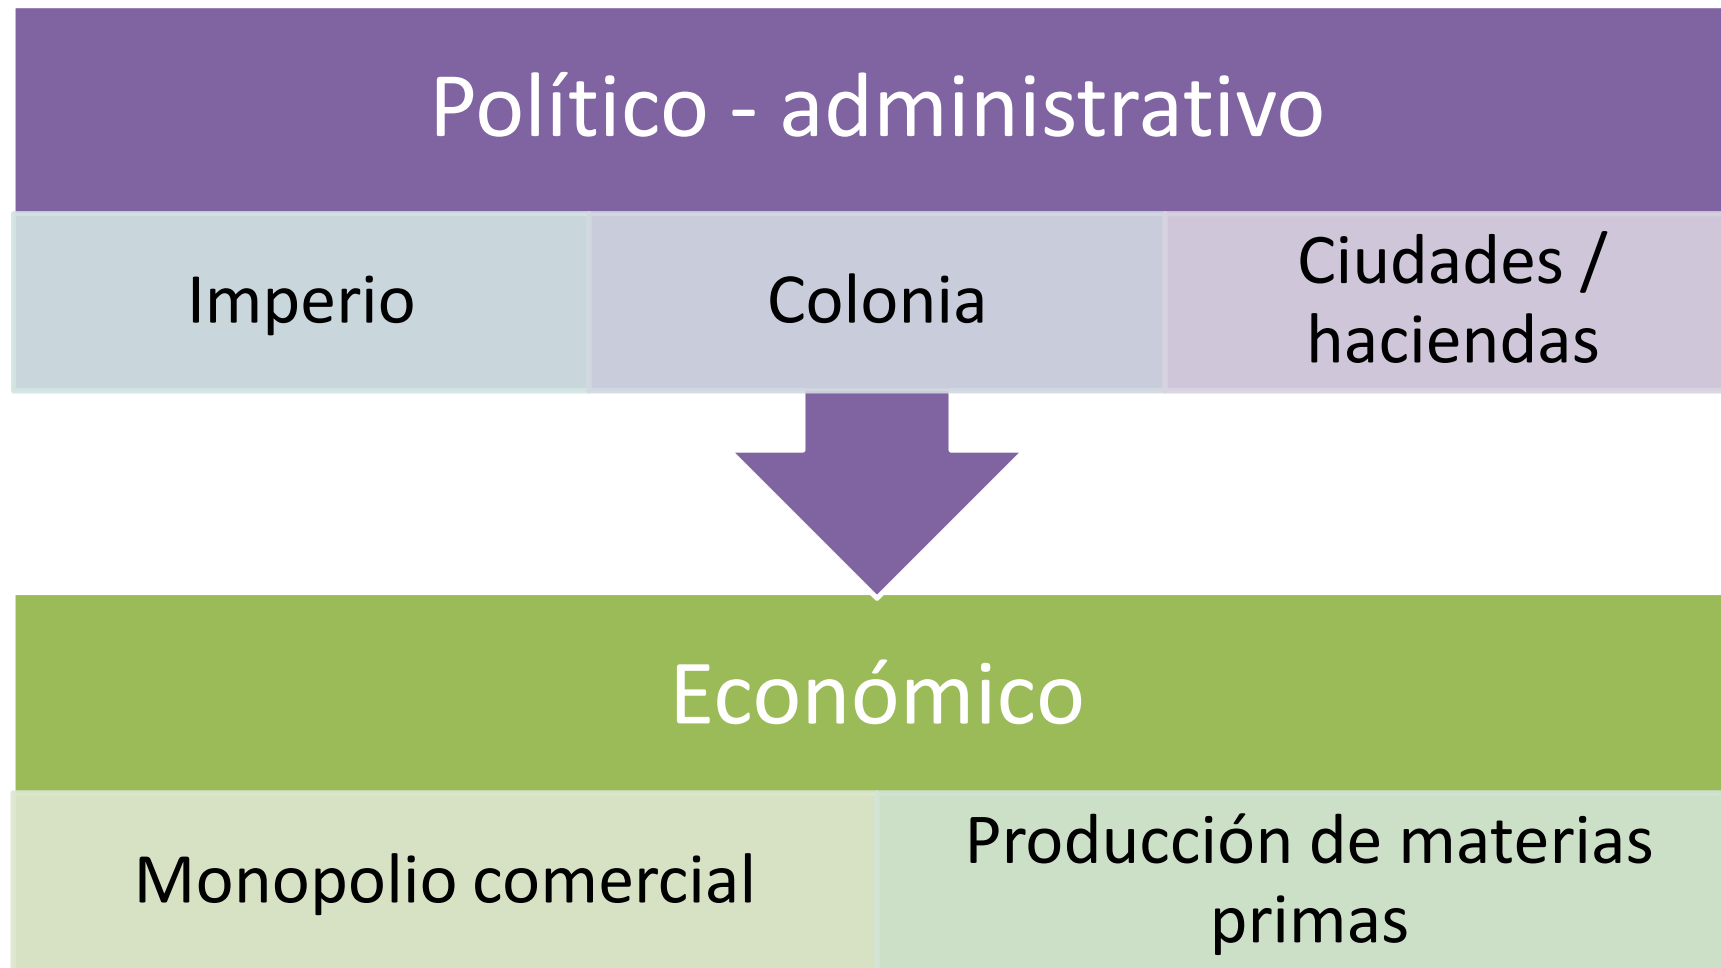 Político - administrativo
Imperio
Colonia
Ciudades /
haciendas
Económico
Monopolio comercial
Producción de materias
primas